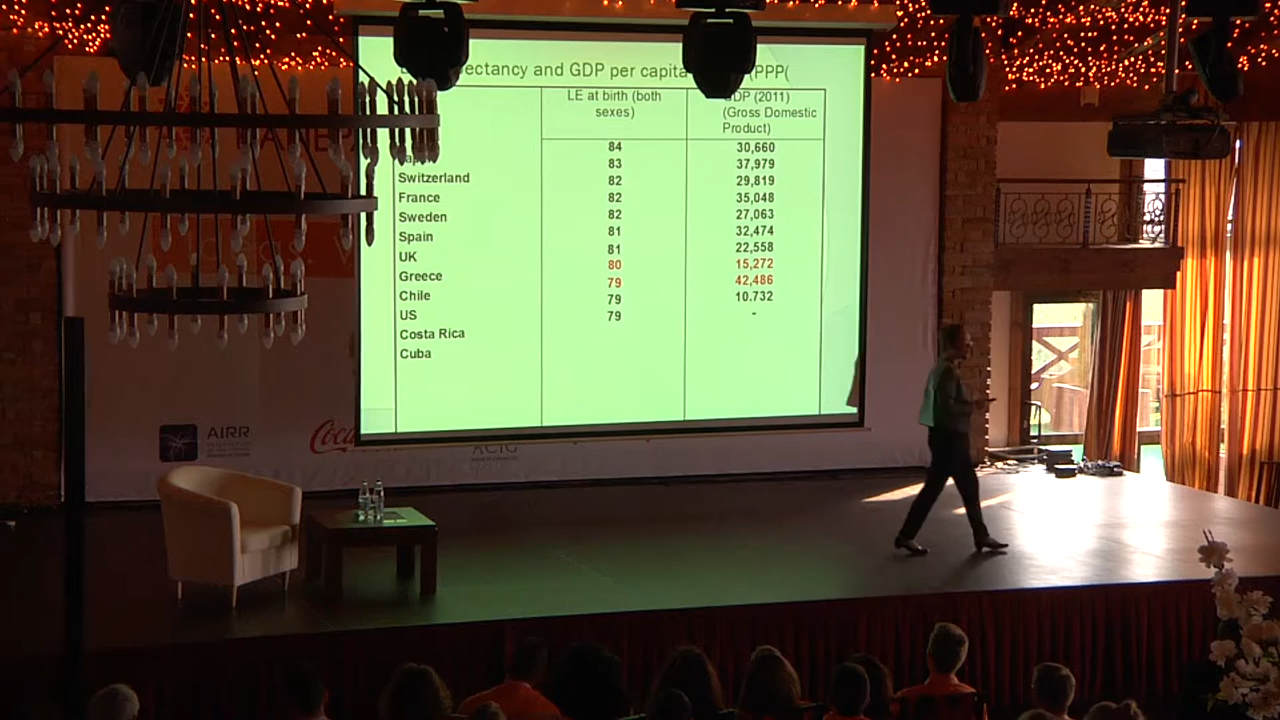 pectancy and GDP per capita (PPP(
LE at birth (both
sexes)
GDP (2011)
(Gross Domestic
Product)
Switzerland
France
Sweden
Spain
UK
Greece
Chile
US
Costa Rica
Cuba
84
83
82
82
82
81
81
80
79
79
79
30,660
37,979
29,819
35,048
27,063
32,474
22,558
15,272
42,486
10.732
-
AIRR
Coca
ACIG